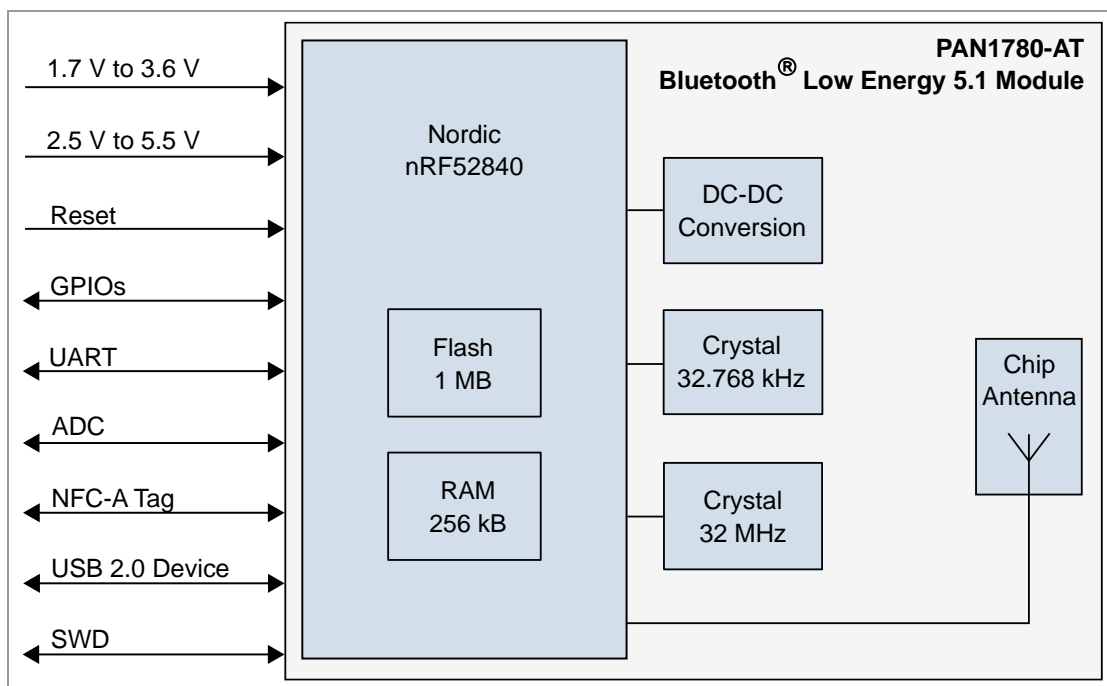 PAN1780-AT
Bluetooth® Low Energy 5.1 Module
1.7 V to 3.6 V
2.5 V to 5.5 V
Reset
GPIOs
UART
ADC
NFC-A Tag
USB 2.0 Device
SWD
Nordic
nRF52840
Flash
1 MB
RAM
256 kB
DC-DC
Conversion
Crystal
32.768 kHz
Crystal
32 MHz
Chip
Antenna